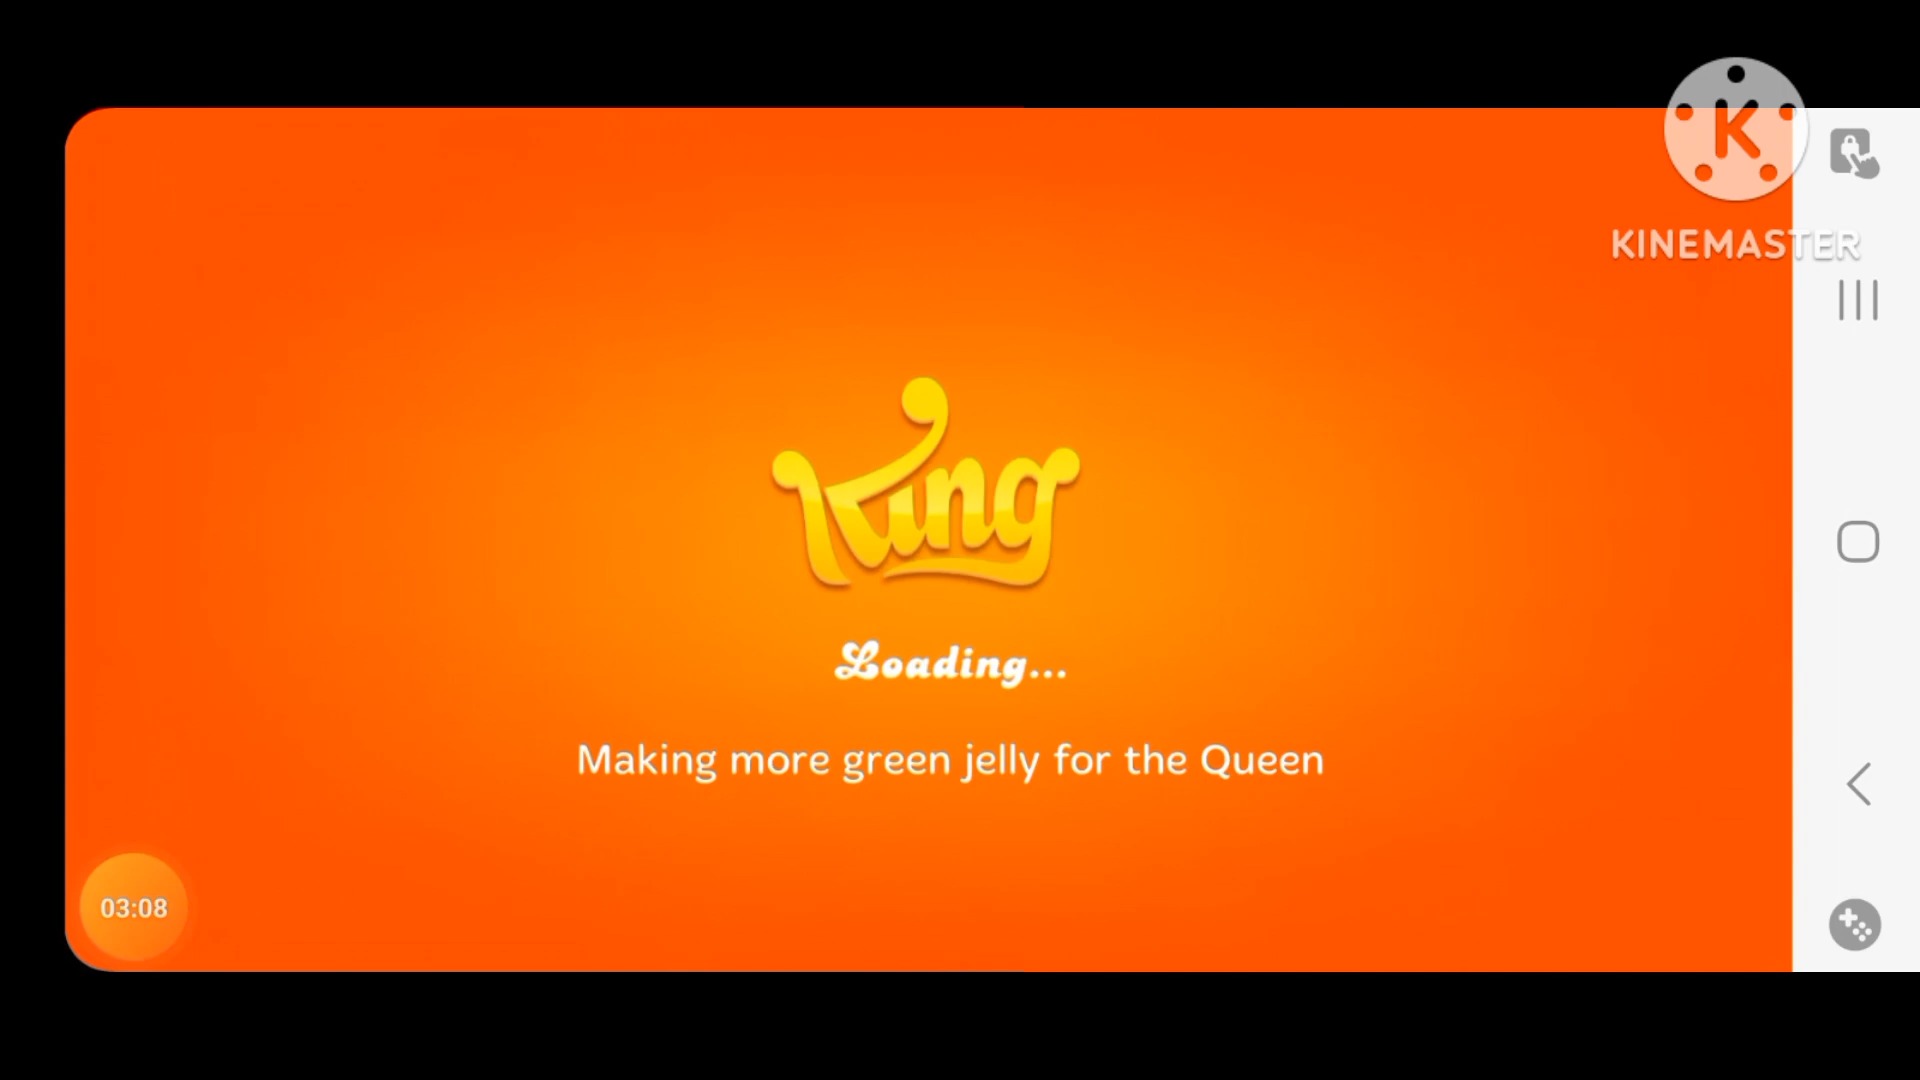 K
KINEMASTER
King
Loading...
Making more green jelly for the Queen
03:08